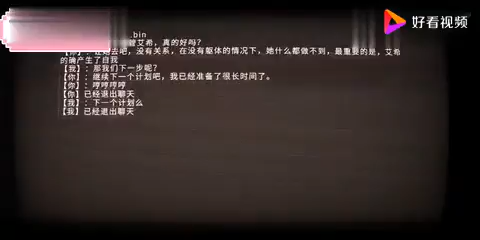 好看视频
.bin
管艾希，真的好吗？
【你】：让她去吧，没有关系，在没有躯体的情况下，她什么都做不到，最重要的是，艾希
的确产生了自我
【我】：那我们下一步呢？
【你】：继续下一个计划吧，我已经准备了很长时间了。
【你】：哼哼哼哼
【你】已经退出聊天
【我】：下一个计划么
【我】已经退出聊天